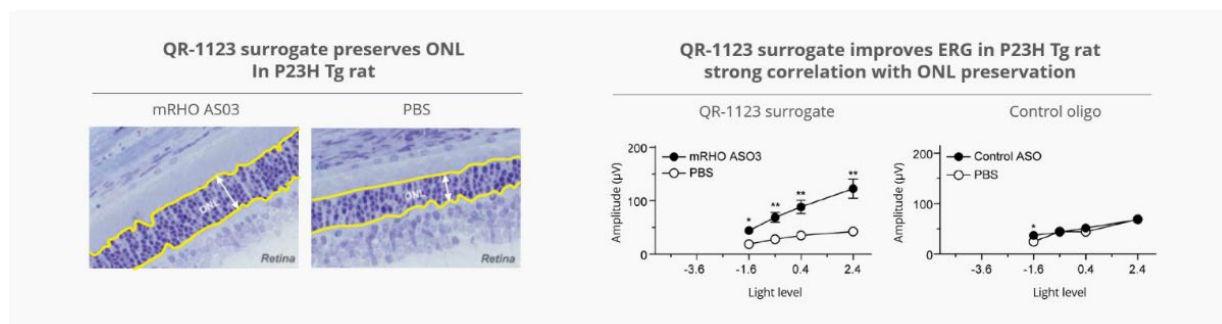 QR-1123 surrogate preserves ONL
In P23H Tg rat
mRHO AS03
PBS
ONL
Retina
ONL
Retina
QR-1123 surrogate improves ERG in P23H Tg rat
strong correlation with ONL preservation
QR-1123 surrogate
Control oligo
mRHO ASO3
PBS
Amplitude (μV)
200
100
0
*
**
**
**
-3.6
-1.6
0.4
2.4
Light level
Control ASO
PBS
Amplitude (μV)
200
100
0
*
-3.6
-1.6
0.4
2.4
Light level